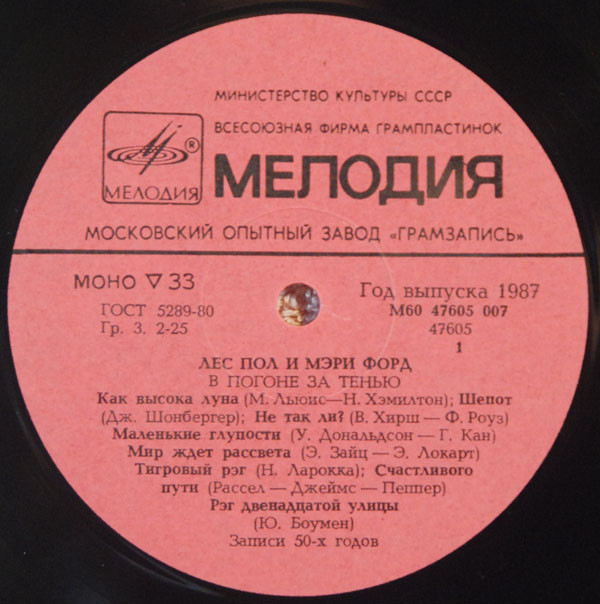 МИНИСТЕРСТВО КУЛЬТУРЫ СССР
ВСЕСОЮЗНАЯ ФИРМА ГРАМПЛАСТИНОК
®
МЕЛОДИЯ
МЕЛОДИЯ
МОСКОВСКИЙ ОПЫТНЫЙ ЗАВОД «ГРАМЗАПИСЬ»
МОНО ▽ 33
ГОСТ 5289-80
Гр. 3. 2-25
Год выпуска 1987
М60 47605 007
47605
1
ЛЕС ПОЛ И МЭРИ ФОРД
В ПОГОНЕ ЗА ТЕНЬЮ
Как высока луна (М. Льюис—Н. Хэмилтон); Шепот
(Дж. Шонбергер); Не так ли? (В. Хирш — Ф. Роуз)
Маленькие глупости (У. Дональдсон — Г. Кан)
Мир ждет рассвета (Э. Зайц — Э. Локарт)
Тигровый рэг (Н. Ларокка); Счастливого
пути (Рассел — Джеймс — Пеппер)
Рэг двенадцатой улицы
(Ю. Боумен)
Записи 50-х годов